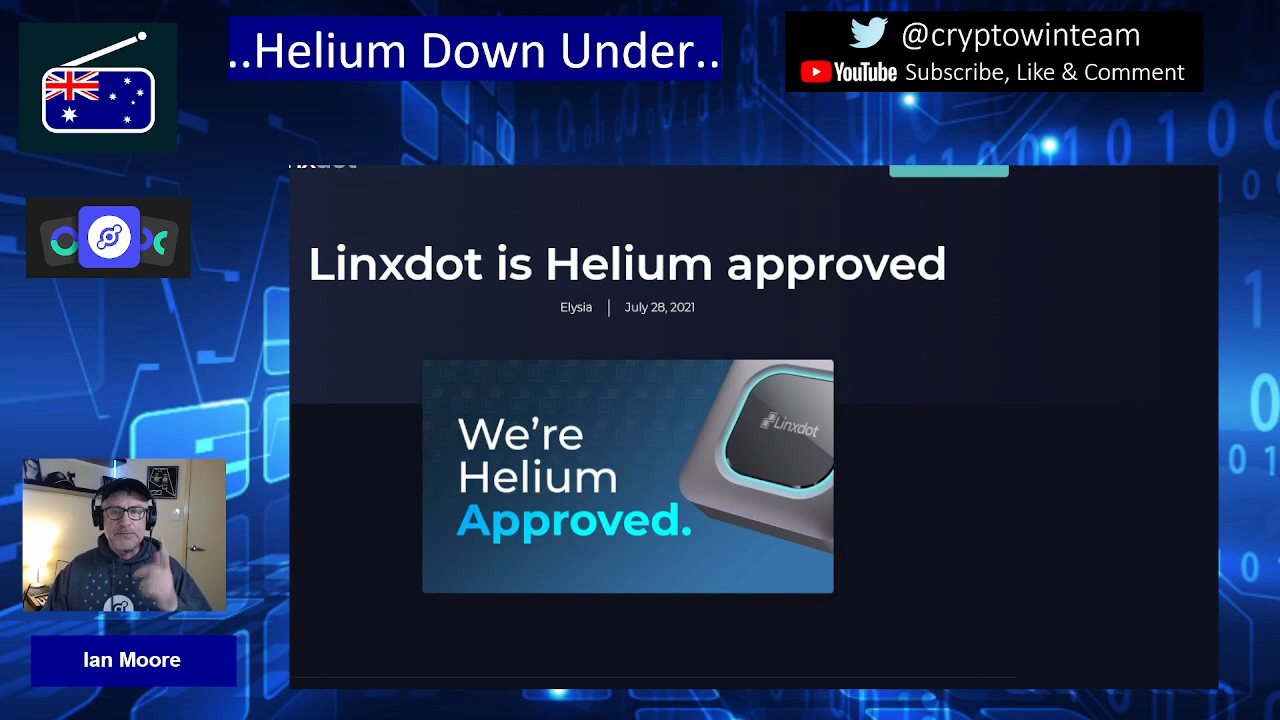 ..Helium Down Under..
@cryptowinteam
YouTube Subscribe, Like & Comment
Linxdot is Helium approved
Elysia | July 28, 2021
We're
Helium
Approved.
Linxdot
Ian Moore